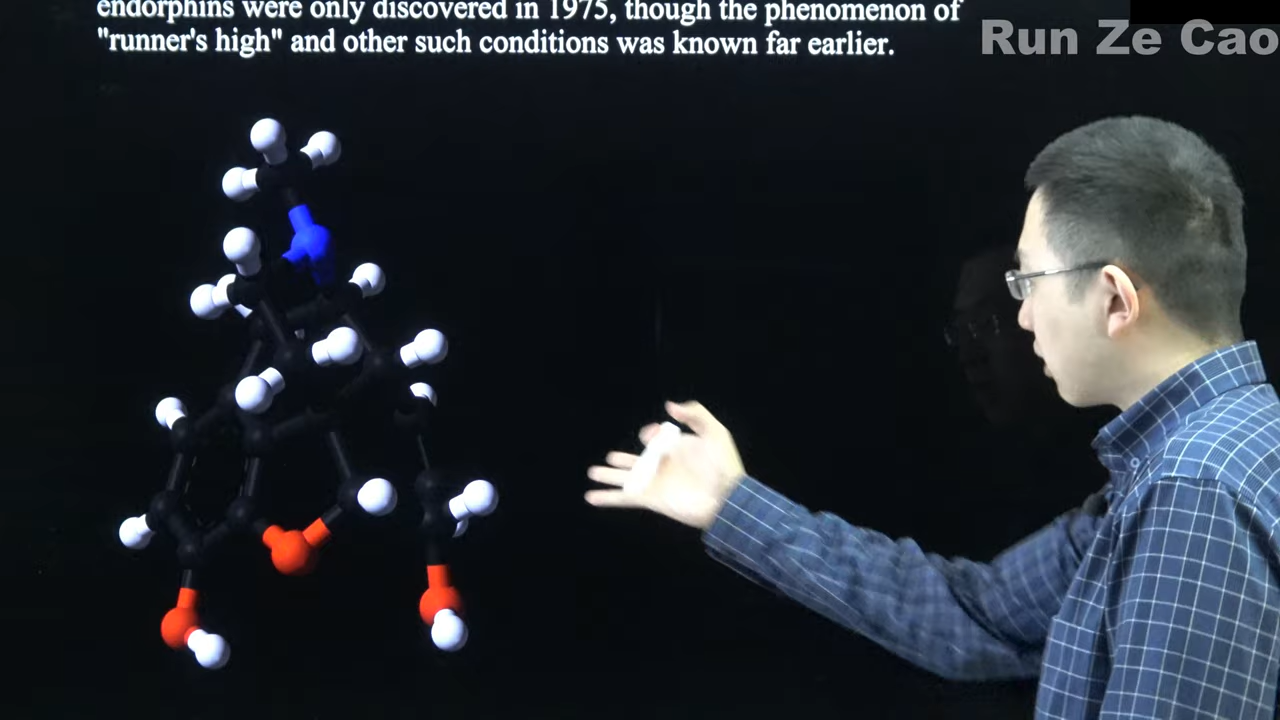 endorphins were only discovered in 1975, though the phenomenon of
"runner's high" and other such conditions was known far earlier.
Run Ze Cao